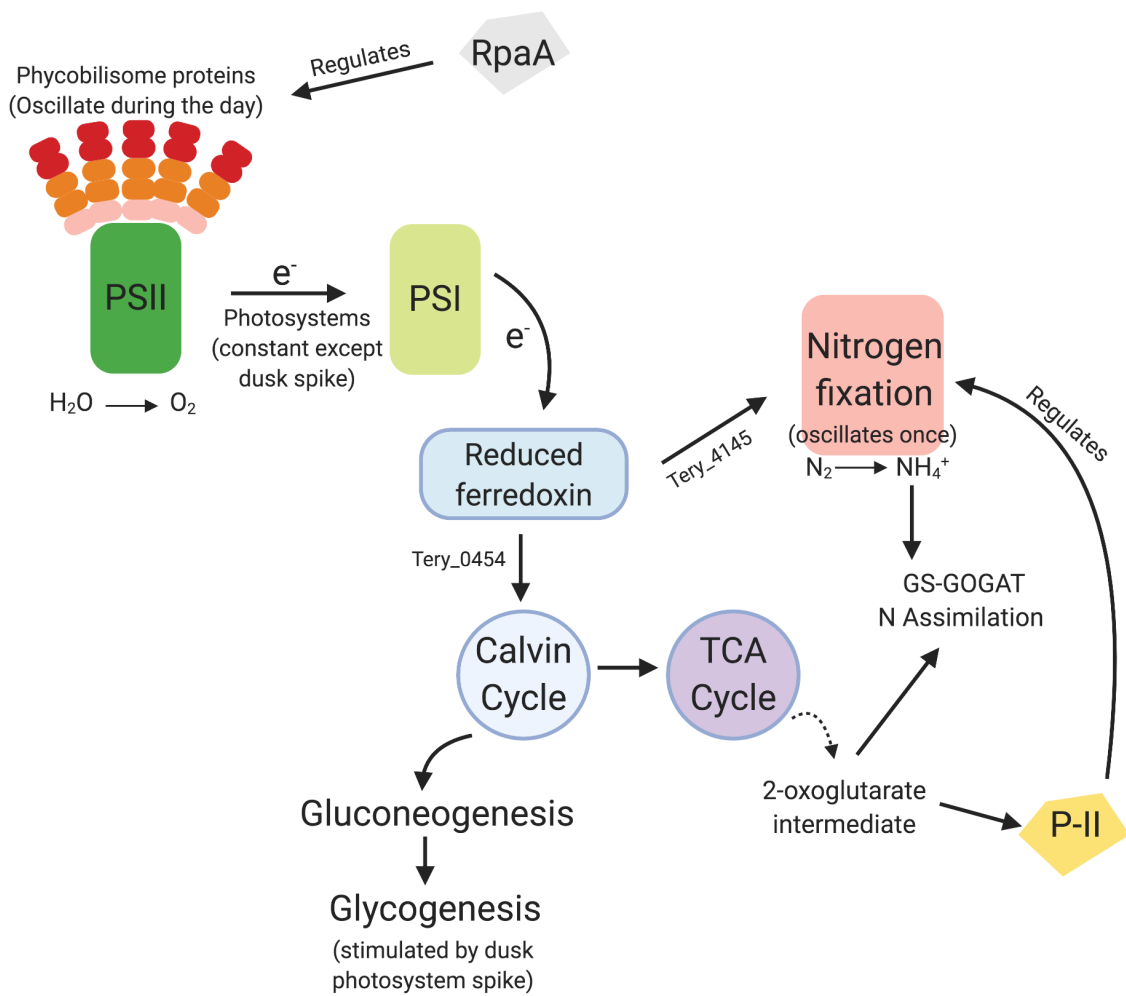 RpaA
Regulates
Phycobilisome proteins
(Oscillate during the day)
PSII
e⁻
Photosystems
(constant except
dusk spike)
PSI
e⁻
H₂O → O₂
Reduced
ferredoxin
Tery_4145
Nitrogen
fixation
(oscillates once)
N₂ → NH₄⁺
Regulates
Tery_0454
GS-GOGAT
N Assimilation
Calvin
Cycle
TCA
Cycle
2-oxoglutarate
intermediate
P-II
Gluconeogenesis
Glycogenesis
(stimulated by dusk
photosystem spike)